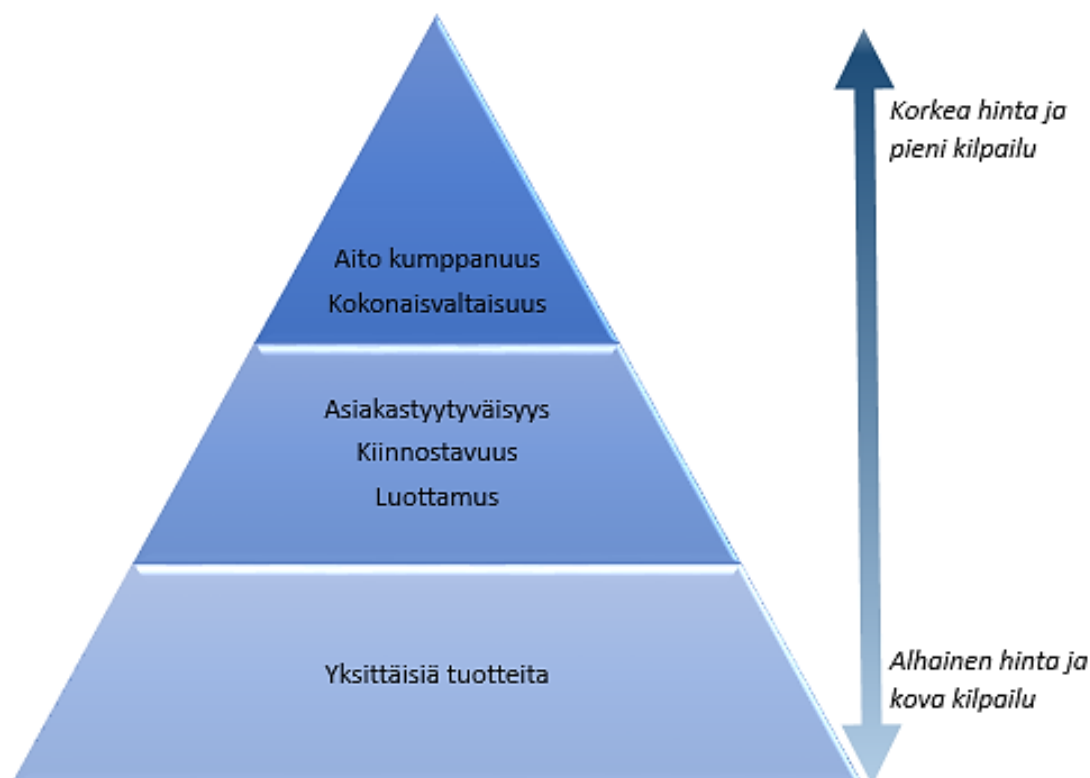 Korkea hinta ja
pieni kilpailu
Aito kumppanuus
Kokonaisvaltaisuus
Asiakastyytyväisyys
Kiinnostavuus
Luottamus
Yksittäisiä tuotteita
Alhainen hinta ja
kova kilpailu